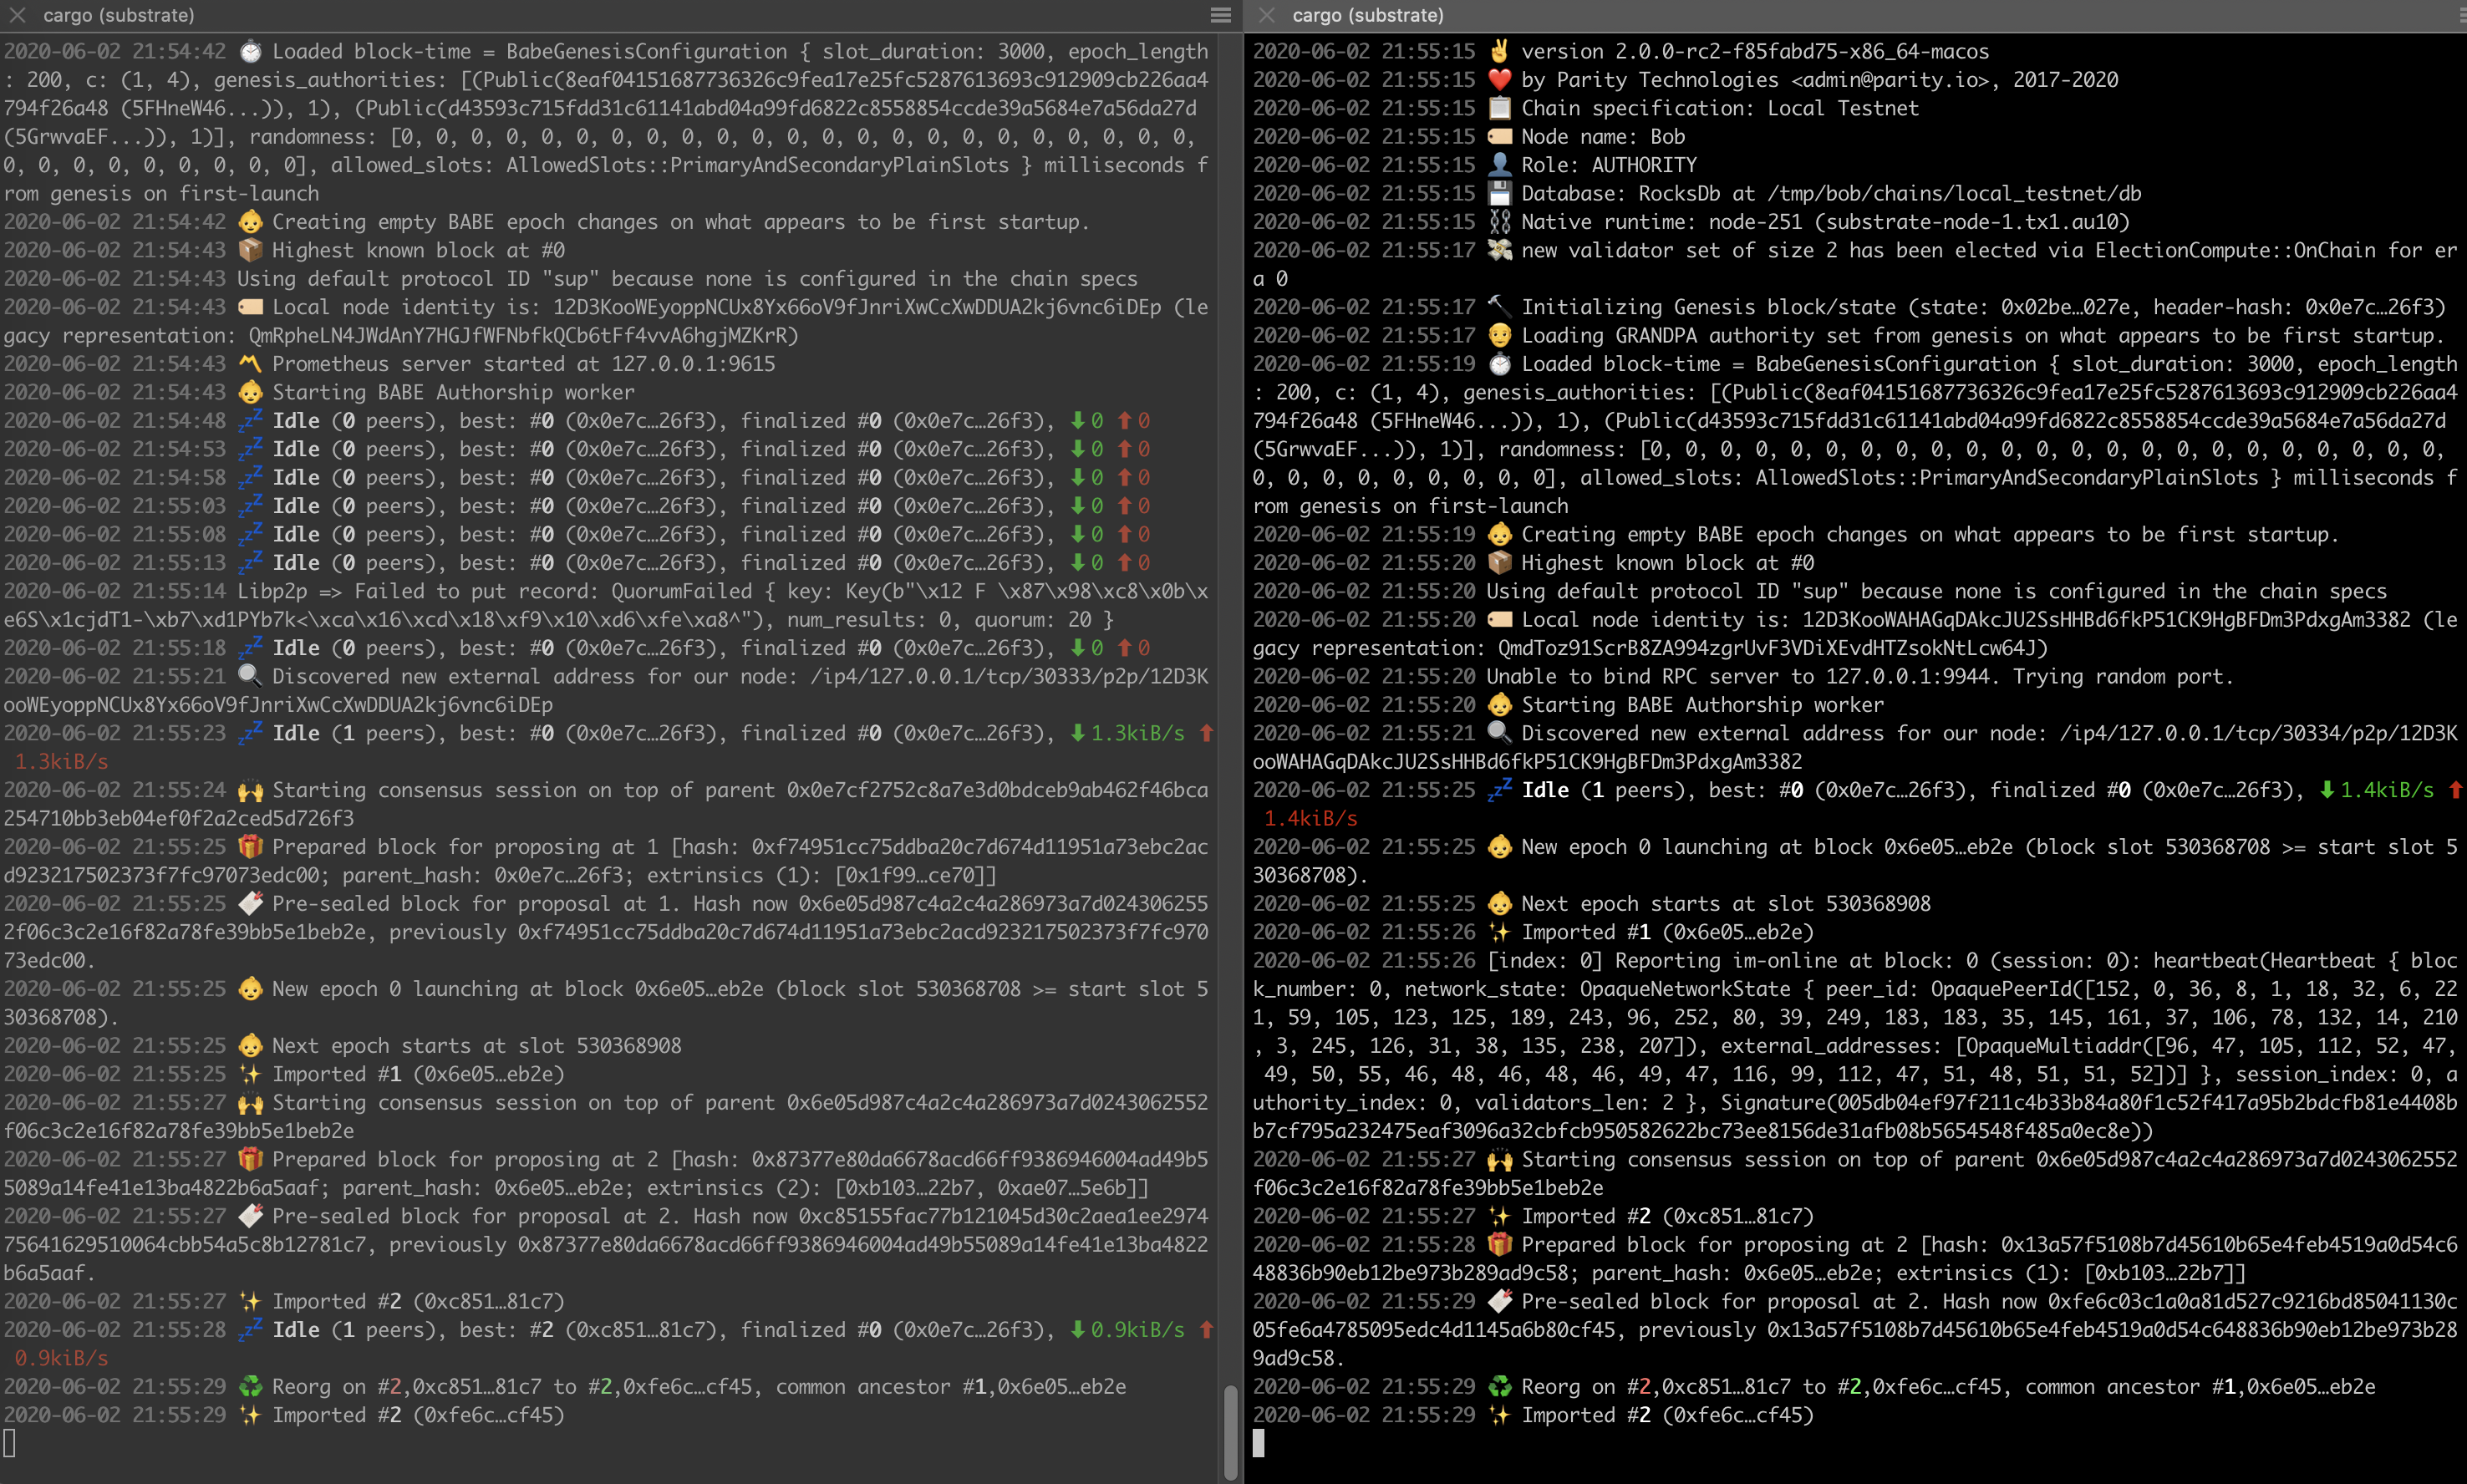 cargo (substrate)
2020-06-02 21:54:42 ⏱ Loaded block-time = BabeGenesisConfiguration { slot_duration: 3000, epoch_length
: 200, c: (1, 4), genesis_authorities: [(Public(8eaf04151687736326c9fea17e25fc5287613693c912909cb226aa4
794f26a48 (5FHneW46...)), 1), (Public(d43593c715fdd31c61141abd04a99fd6822c8558854ccde39a5684e7a56da27d
(5GrwvaEF...)), 1)], randomness: [0, 0, 0, 0, 0, 0, 0, 0, 0, 0, 0, 0, 0, 0, 0, 0, 0, 0, 0, 0, 0, 0, 0,
0, 0, 0, 0, 0, 0, 0, 0, 0], allowed_slots: AllowedSlots::PrimaryAndSecondaryPlainSlots } milliseconds f
rom genesis on first-launch
2020-06-02 21:54:42 👶 Creating empty BABE epoch changes on what appears to be first startup.
2020-06-02 21:54:43 📦 Highest known block at #0
2020-06-02 21:54:43 Using default protocol ID "sup" because none is configured in the chain specs
2020-06-02 21:54:43 🏷 Local node identity is: 12D3KooWEyoppNCUx8Yx66oV9fJnriXwCcXwDDUA2kj6vnc6iDEp (le
gacy representation: QmRpheLN4JWdAnY7HGJfWFNbfkQCb6tFf4vvA6hgjMZKrR)
2020-06-02 21:54:43 〽️ Prometheus server started at 127.0.0.1:9615
2020-06-02 21:54:43 👶 Starting BABE Authorship worker
2020-06-02 21:54:48 💤 Idle (0 peers), best: #0 (0x0e7c…26f3), finalized #0 (0x0e7c…26f3), ⬇ 0 ⬆ 0
2020-06-02 21:54:53 💤 Idle (0 peers), best: #0 (0x0e7c…26f3), finalized #0 (0x0e7c…26f3), ⬇ 0 ⬆ 0
2020-06-02 21:54:58 💤 Idle (0 peers), best: #0 (0x0e7c…26f3), finalized #0 (0x0e7c…26f3), ⬇ 0 ⬆ 0
2020-06-02 21:55:03 💤 Idle (0 peers), best: #0 (0x0e7c…26f3), finalized #0 (0x0e7c…26f3), ⬇ 0 ⬆ 0
2020-06-02 21:55:08 💤 Idle (0 peers), best: #0 (0x0e7c…26f3), finalized #0 (0x0e7c…26f3), ⬇ 0 ⬆ 0
2020-06-02 21:55:13 💤 Idle (0 peers), best: #0 (0x0e7c…26f3), finalized #0 (0x0e7c…26f3), ⬇ 0 ⬆ 0
2020-06-02 21:55:14 Libp2p => Failed to put record: QuorumFailed { key: Key(b"\x12 F \x87\x98\xc8\x0b\x
e6S\x1cjdT1-\xb7\xd1PYb7k<\xca\x16\xcd\x18\xf9\x10\xd6\xfe\xa8^"), num_results: 0, quorum: 20 }
2020-06-02 21:55:18 💤 Idle (0 peers), best: #0 (0x0e7c…26f3), finalized #0 (0x0e7c…26f3), ⬇ 0 ⬆ 0
2020-06-02 21:55:21 🔍 Discovered new external address for our node: /ip4/127.0.0.1/tcp/30333/p2p/12D3K
ooWEyoppNCUx8Yx66oV9fJnriXwCcXwDDUA2kj6vnc6iDEp
2020-06-02 21:55:23 💤 Idle (1 peers), best: #0 (0x0e7c…26f3), finalized #0 (0x0e7c…26f3), ⬇ 1.3kiB/s ⬆
1.3kiB/s
2020-06-02 21:55:24 🙌 Starting consensus session on top of parent 0x0e7cf2752c8a7e3d0bdceb9ab462f46bca
254710bb3eb04ef0f2a2ced5d726f3
2020-06-02 21:55:25 🎁 Prepared block for proposing at 1 [hash: 0xf74951cc75ddba20c7d674d11951a73ebc2ac
d923217502373f7fc97073edc00; parent_hash: 0x0e7c…26f3; extrinsics (1): [0x1f99…ce70]]
2020-06-02 21:55:25 🔖 Pre-sealed block for proposal at 1. Hash now 0x6e05d987c4a2c4a286973a7d024306255
2f06c3c2e16f82a78fe39bb5e1beb2e, previously 0xf74951cc75ddba20c7d674d11951a73ebc2acd923217502373f7fc970
73edc00.
2020-06-02 21:55:25 👶 New epoch 0 launching at block 0x6e05…eb2e (block slot 530368708 >= start slot 5
30368708).
2020-06-02 21:55:25 👶 Next epoch starts at slot 530368908
2020-06-02 21:55:25 ✨ Imported #1 (0x6e05…eb2e)
2020-06-02 21:55:27 🙌 Starting consensus session on top of parent 0x6e05d987c4a2c4a286973a7d0243062552
f06c3c2e16f82a78fe39bb5e1beb2e
2020-06-02 21:55:27 🎁 Prepared block for proposing at 2 [hash: 0x87377e80da6678acd66ff9386946004ad49b5
5089a14fe41e13ba4822b6a5aaf; parent_hash: 0x6e05…eb2e; extrinsics (2): [0xb103…22b7, 0xae07…5e6b]]
2020-06-02 21:55:27 🔖 Pre-sealed block for proposal at 2. Hash now 0xc85155fac77b121045d30c2aea1ee2974
75641629510064cbb54a5c8b12781c7, previously 0x87377e80da6678acd66ff9386946004ad49b55089a14fe41e13ba4822
b6a5aaf.
2020-06-02 21:55:27 ✨ Imported #2 (0xc851…81c7)
2020-06-02 21:55:28 💤 Idle (1 peers), best: #2 (0xc851…81c7), finalized #0 (0x0e7c…26f3), ⬇ 0.9kiB/s ⬆
0.9kiB/s
2020-06-02 21:55:29 ♻️ Reorg on #2,0xc851…81c7 to #2,0xfe6c…cf45, common ancestor #1,0x6e05…eb2e
2020-06-02 21:55:29 ✨ Imported #2 (0xfe6c…cf45)
cargo (substrate)
2020-06-02 21:55:15 ✌️ version 2.0.0-rc2-f85fabd75-x86_64-macos
2020-06-02 21:55:15 ❤️ by Parity Technologies <admin@parity.io>, 2017-2020
2020-06-02 21:55:15 📋 Chain specification: Local Testnet
2020-06-02 21:55:15 🏷 Node name: Bob
2020-06-02 21:55:15 👤 Role: AUTHORITY
2020-06-02 21:55:15 💾 Database: RocksDb at /tmp/bob/chains/local_testnet/db
2020-06-02 21:55:15 ⛓ Native runtime: node-251 (substrate-node-1.tx1.au10)
2020-06-02 21:55:17 💸 new validator set of size 2 has been elected via ElectionCompute::OnChain for er
a 0
2020-06-02 21:55:17 🔨 Initializing Genesis block/state (state: 0x02be…027e, header-hash: 0x0e7c…26f3)
2020-06-02 21:55:17 👴 Loading GRANDPA authority set from genesis on what appears to be first startup.
2020-06-02 21:55:19 ⏱ Loaded block-time = BabeGenesisConfiguration { slot_duration: 3000, epoch_length
: 200, c: (1, 4), genesis_authorities: [(Public(8eaf04151687736326c9fea17e25fc5287613693c912909cb226aa4
794f26a48 (5FHneW46...)), 1), (Public(d43593c715fdd31c61141abd04a99fd6822c8558854ccde39a5684e7a56da27d
(5GrwvaEF...)), 1)], randomness: [0, 0, 0, 0, 0, 0, 0, 0, 0, 0, 0, 0, 0, 0, 0, 0, 0, 0, 0, 0, 0, 0, 0,
0, 0, 0, 0, 0, 0, 0, 0, 0], allowed_slots: AllowedSlots::PrimaryAndSecondaryPlainSlots } milliseconds f
rom genesis on first-launch
2020-06-02 21:55:19 👶 Creating empty BABE epoch changes on what appears to be first startup.
2020-06-02 21:55:20 📦 Highest known block at #0
2020-06-02 21:55:20 Using default protocol ID "sup" because none is configured in the chain specs
2020-06-02 21:55:20 🏷 Local node identity is: 12D3KooWAHAGqDAkcJU2SsHHBd6fkP51CK9HgBFDm3PdxgAm3382 (le
gacy representation: QmdToz91ScrB8ZA994zgrUvF3VDiXEvdHTZsokNtLcw64J)
2020-06-02 21:55:20 Unable to bind RPC server to 127.0.0.1:9944. Trying random port.
2020-06-02 21:55:20 👶 Starting BABE Authorship worker
2020-06-02 21:55:21 🔍 Discovered new external address for our node: /ip4/127.0.0.1/tcp/30334/p2p/12D3K
ooWAHAGqDAkcJU2SsHHBd6fkP51CK9HgBFDm3PdxgAm3382
2020-06-02 21:55:25 💤 Idle (1 peers), best: #0 (0x0e7c…26f3), finalized #0 (0x0e7c…26f3), ⬇ 1.4kiB/s ⬆
1.4kiB/s
2020-06-02 21:55:25 👶 New epoch 0 launching at block 0x6e05…eb2e (block slot 530368708 >= start slot 5
30368708).
2020-06-02 21:55:25 👶 Next epoch starts at slot 530368908
2020-06-02 21:55:26 ✨ Imported #1 (0x6e05…eb2e)
2020-06-02 21:55:26 [index: 0] Reporting im-online at block: 0 (session: 0): heartbeat(Heartbeat { bloc
k_number: 0, network_state: OpaqueNetworkState { peer_id: OpaquePeerId([152, 0, 36, 8, 1, 18, 32, 6, 22
1, 59, 105, 123, 125, 189, 243, 96, 252, 80, 39, 249, 183, 183, 35, 145, 161, 37, 106, 78, 132, 14, 210
, 3, 245, 126, 31, 38, 135, 238, 207]), external_addresses: [OpaqueMultiaddr([96, 47, 105, 112, 52, 47,
49, 50, 55, 46, 48, 46, 48, 46, 49, 47, 116, 99, 112, 47, 51, 48, 51, 51, 52])] }, session_index: 0, a
uthority_index: 0, validators_len: 2 }, Signature(005db04ef97f211c4b33b84a80f1c52f417a95b2bdcfb81e4408b
b7cf795a232475eaf3096a32cbfcb950582622bc73ee8156de31afb08b5654548f485a0ec8e))
2020-06-02 21:55:27 🙌 Starting consensus session on top of parent 0x6e05d987c4a2c4a286973a7d0243062552
f06c3c2e16f82a78fe39bb5e1beb2e
2020-06-02 21:55:27 ✨ Imported #2 (0xc851…81c7)
2020-06-02 21:55:28 🎁 Prepared block for proposing at 2 [hash: 0x13a57f5108b7d45610b65e4feb4519a0d54c6
48836b90eb12be973b289ad9c58; parent_hash: 0x6e05…eb2e; extrinsics (1): [0xb103…22b7]]
2020-06-02 21:55:29 🔖 Pre-sealed block for proposal at 2. Hash now 0xfe6c03c1a0a81d527c9216bd85041130c
05fe6a4785095edc4d1145a6b80cf45, previously 0x13a57f5108b7d45610b65e4feb4519a0d54c648836b90eb12be973b28
9ad9c58.
2020-06-02 21:55:29 ♻️ Reorg on #2,0xc851…81c7 to #2,0xfe6c…cf45, common ancestor #1,0x6e05…eb2e
2020-06-02 21:55:29 ✨ Imported #2 (0xfe6c…cf45)